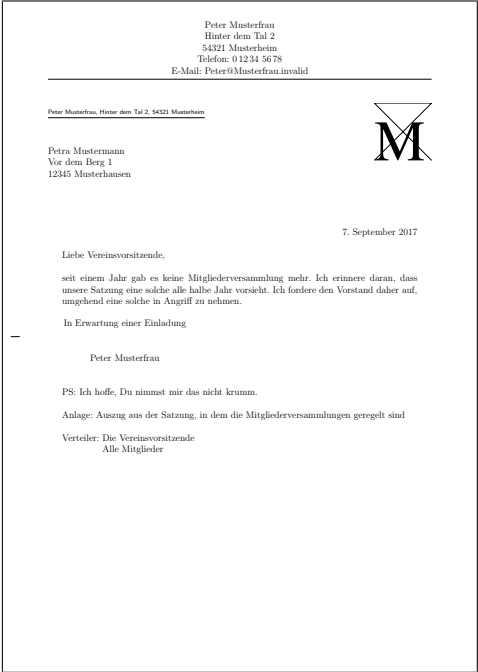 Peter Musterfrau
Hinter dem Tal 2
54321 Musterheim
Telefon: 0 12 34 56 78
E-Mail: Peter@Musterfrau.invalid
Peter Musterfrau, Hinter dem Tal 2, 54321 Musterheim
M
Petra Mustermann
Vor dem Berg 1
12345 Musterhausen
7. September 2017
Liebe Vereinsvorsitzende,
seit einem Jahr gab es keine Mitgliederversammlung mehr. Ich erinnere daran, dass
unsere Satzung eine solche alle halbe Jahr vorsieht. Ich fordere den Vorstand daher auf,
umgehend eine solche in Angriff zu nehmen.
In Erwartung einer Einladung
Peter Musterfrau
PS: Ich hoffe, Du nimmst mir das nicht krumm.
Anlage: Auszug aus der Satzung, in dem die Mitgliederversammlungen geregelt sind
Verteiler: Die Vereinsvorsitzende
Alle Mitglieder